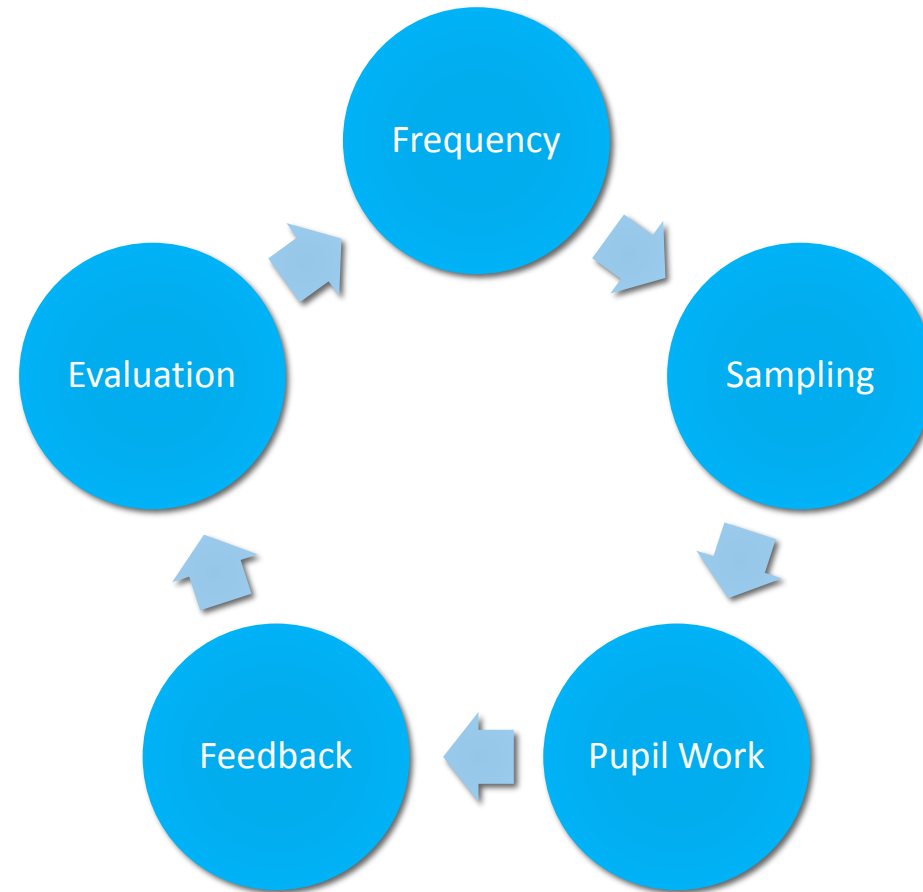 Frequency
Sampling
Pupil Work
Feedback
Evaluation